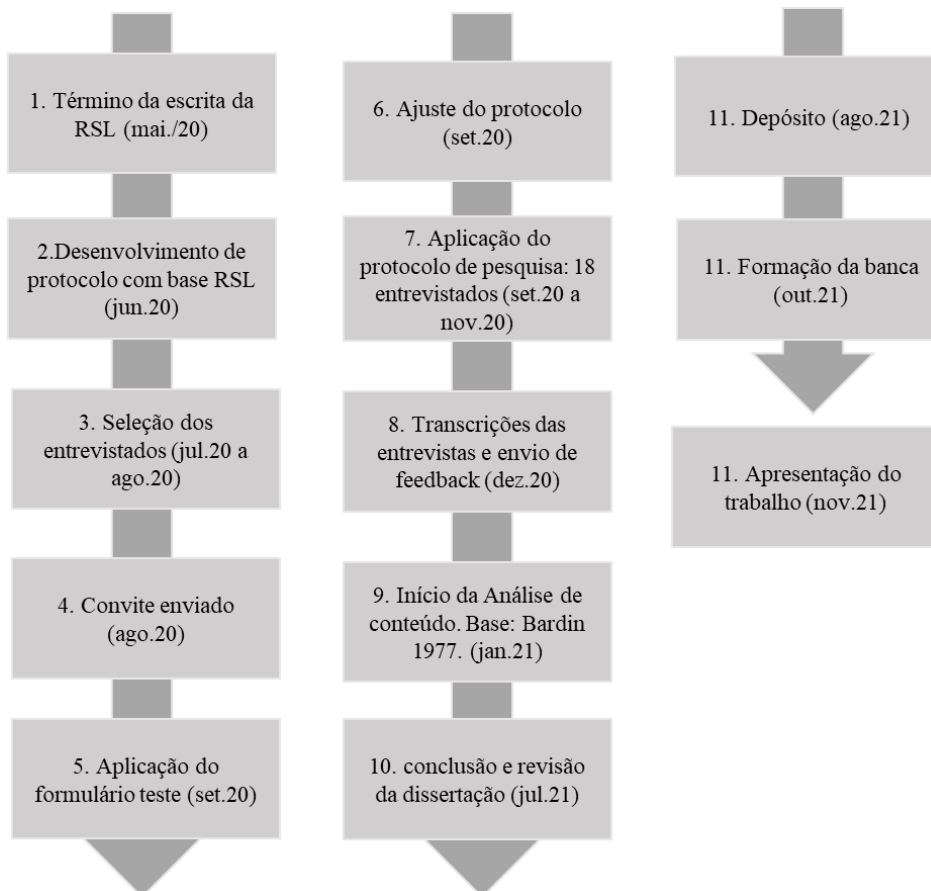 1. Término da escrita da
RSL (mai./20)
2.Desenvolvimento de
protocolo com base RSL
(jun.20)
3. Seleção dos
entrevistados (jul.20 a
ago.20)
4. Convite enviado
(ago.20)
5. Aplicação do
formulário teste (set.20)
6. Ajuste do protocolo
(set.20)
7. Aplicação do
protocolo de pesquisa: 18
entrevistados (set.20 a
nov.20)
8. Transcrições das
entrevistas e envio de
feedback (dez.20)
9. Início da Análise de
conteúdo. Base: Bardin
1977. (jan.21)
10. conclusão e revisão
da dissertação (jul.21)
11. Depósito (ago.21)
11. Formação da banca
(out.21)
11. Apresentação do
trabalho (nov.21)